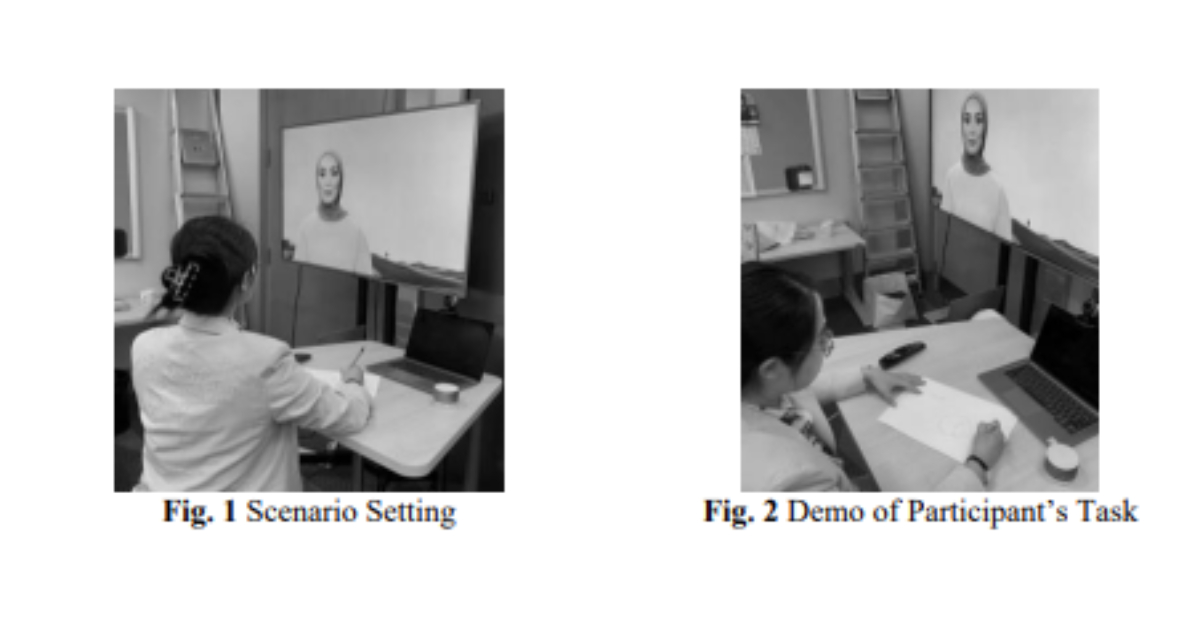 Fig. 1 Scenario Setting
Fig. 2 Demo of Participant’s Task